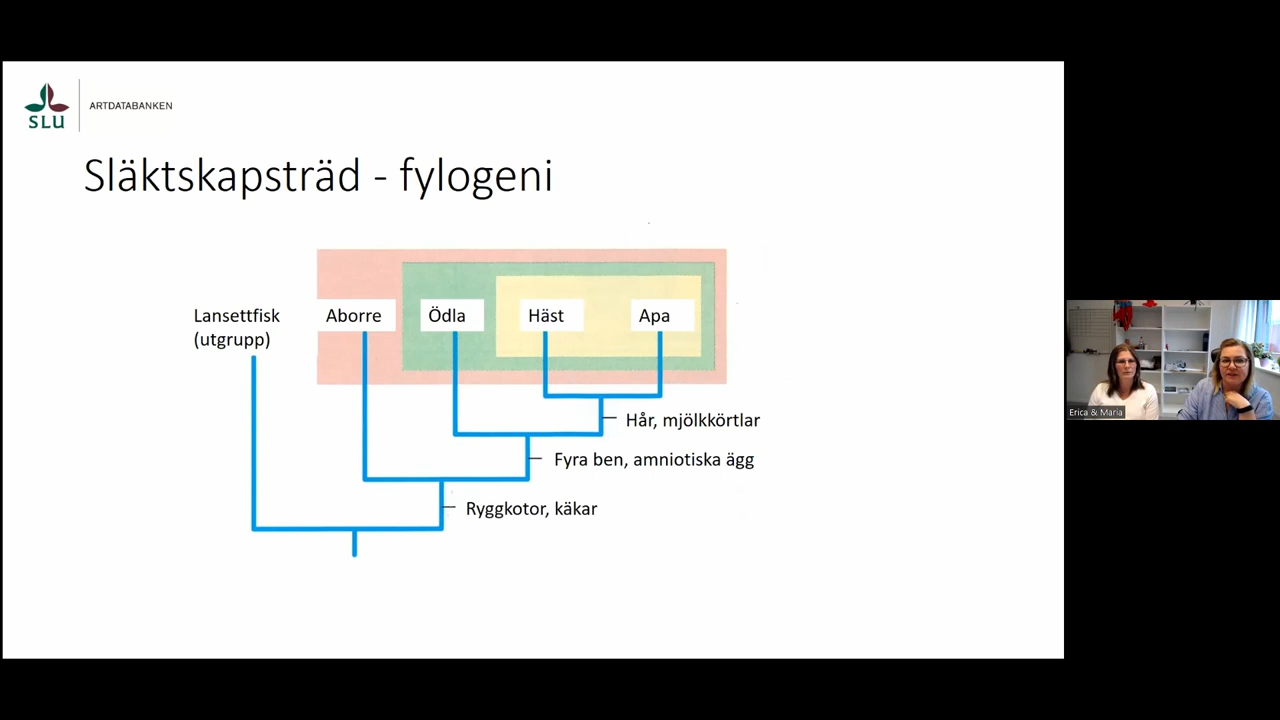 SLU
ARTDATABANKEN
Släktskapsträd - fylogeni
Lansettfisk
(utgrupp)
Aborre
Ödla
Häst
Apa
Hår, mjölkkörtlar
Fyra ben, amniotiska ägg
Ryggkotor, käkar
Erica & Maria